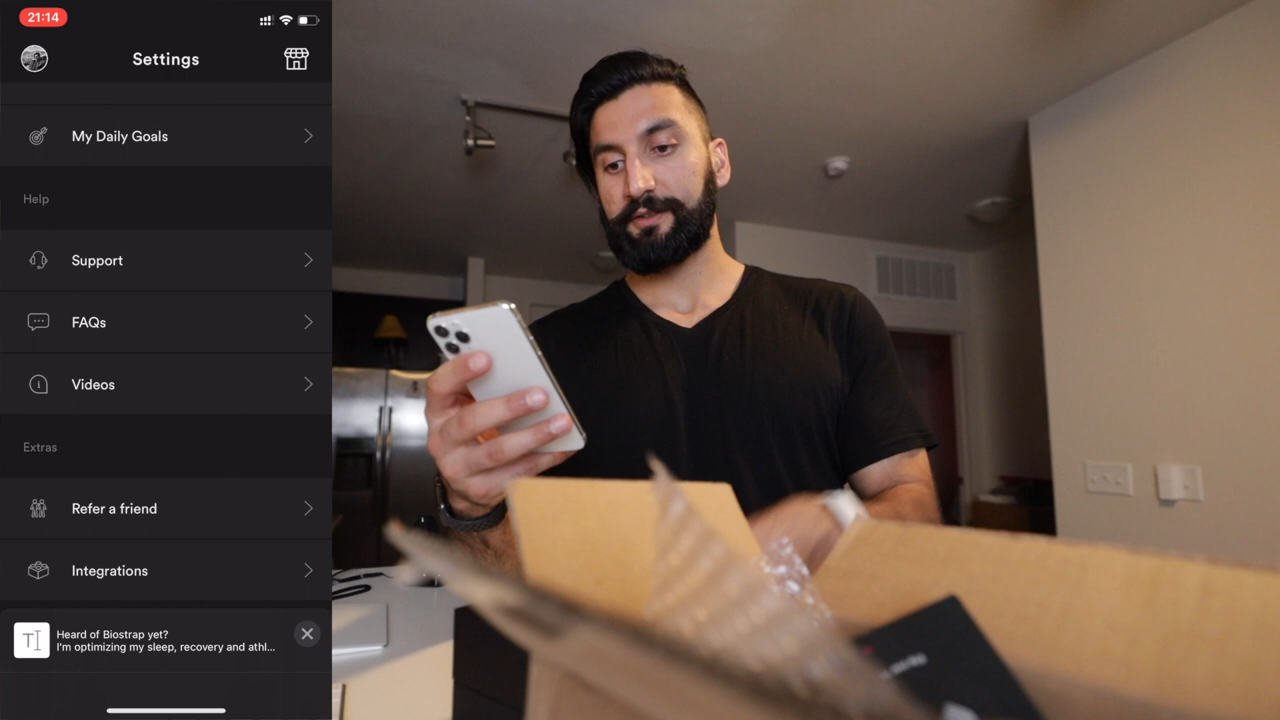 21:14
Settings
My Daily Goals
Help
Support
FAQs
Videos
Extras
Refer a friend
Integrations
TI
Heard of Biostrap yet?
I'm optimizing my sleep, recovery and athl...